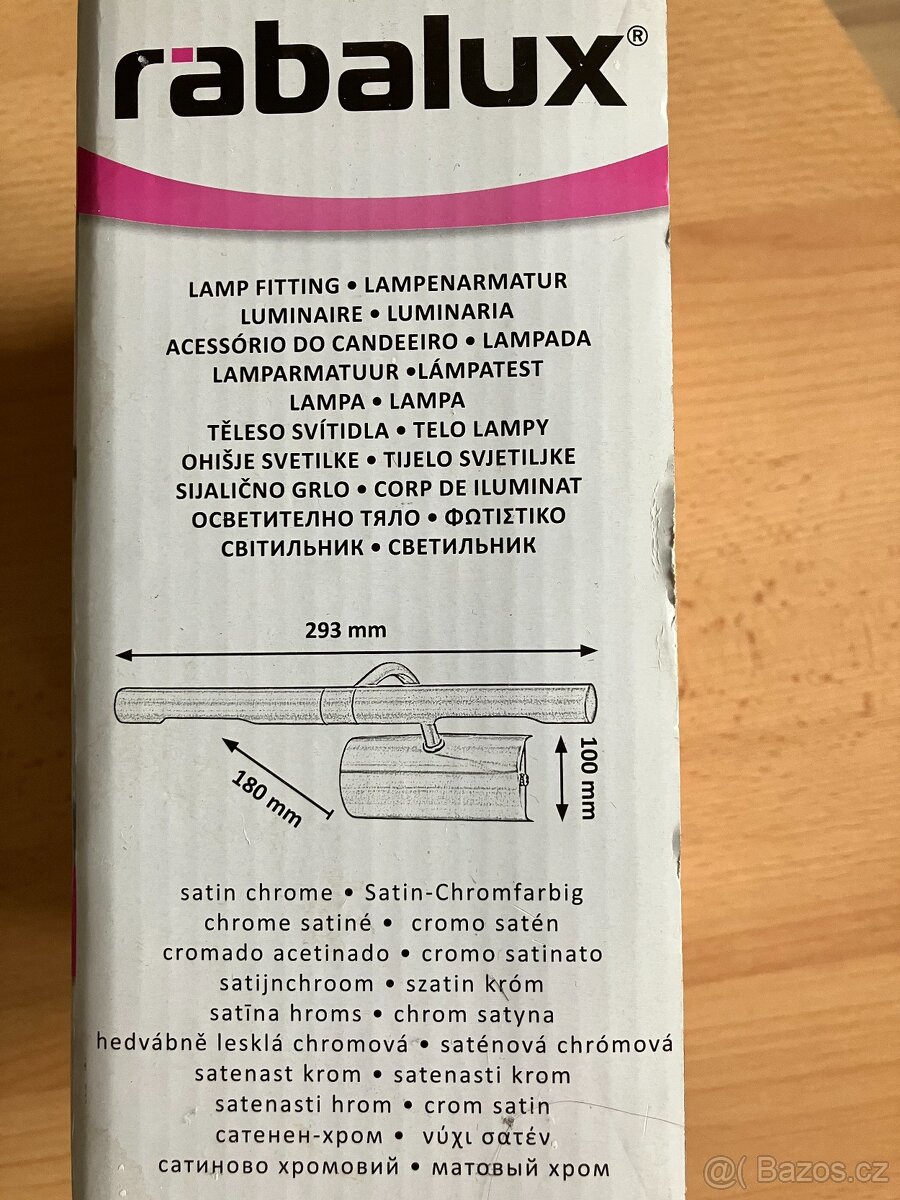 rabalux®
LAMP FITTING • LAMPENARMATUR
LUMINAIRE • LUMINARIA
ACESSÓRIO DO CANDEEIRO • LAMPADA
LAMPARMATUUR •LÁMPATEST
LAMPA • LAMPA
TĚLESO SVÍTIDLA • TELO LAMPY
OHIŠJE SVETILKE • TIJELO SVJETILJKE
SIJALIČNO GRLO • CORP DE ILUMINAT
ОСВЕТИТЕЛНО ТЯЛО • ΦΩΤΙΣΤΙΚΟ
СВІТИЛЬНИК • СВЕТИЛЬНИК
293 mm
180 mm
100 mm
satin chrome • Satin-Chromfarbig
chrome satiné • cromo satén
cromado acetinado • cromo satinato
satijnchroom • szatin króm
satīna hroms • chrom satyna
hedvábně lesklá chromová • saténová chrómová
satenast krom • satenasti krom
satenasti hrom • crom satin
сатенен-хром • νύχι σατέν
сатиново хромовий • матовый хром
@( Bazos.cz